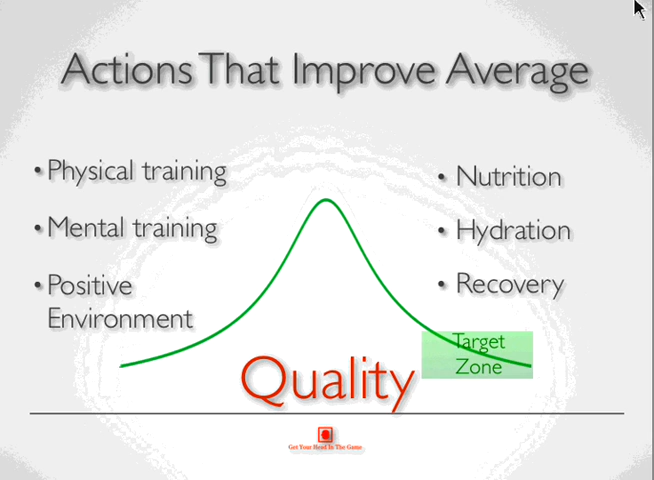 Actions That Improve Average
• Physical training
• Mental training
• Positive
Environment
• Nutrition
• Hydration
• Recovery
Target
Zone
Quality
Get Your Head In The Game